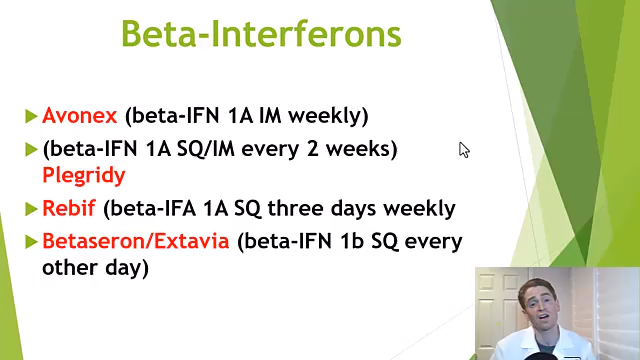 Beta-Interferons
Avonex (beta-IFN 1A IM weekly)
(beta-IFN 1A SQ/IM every 2 weeks)
Plegridy
Rebif (beta-IFA 1A SQ three days weekly
Betaseron/Extavia (beta-IFN 1b SQ every
other day)